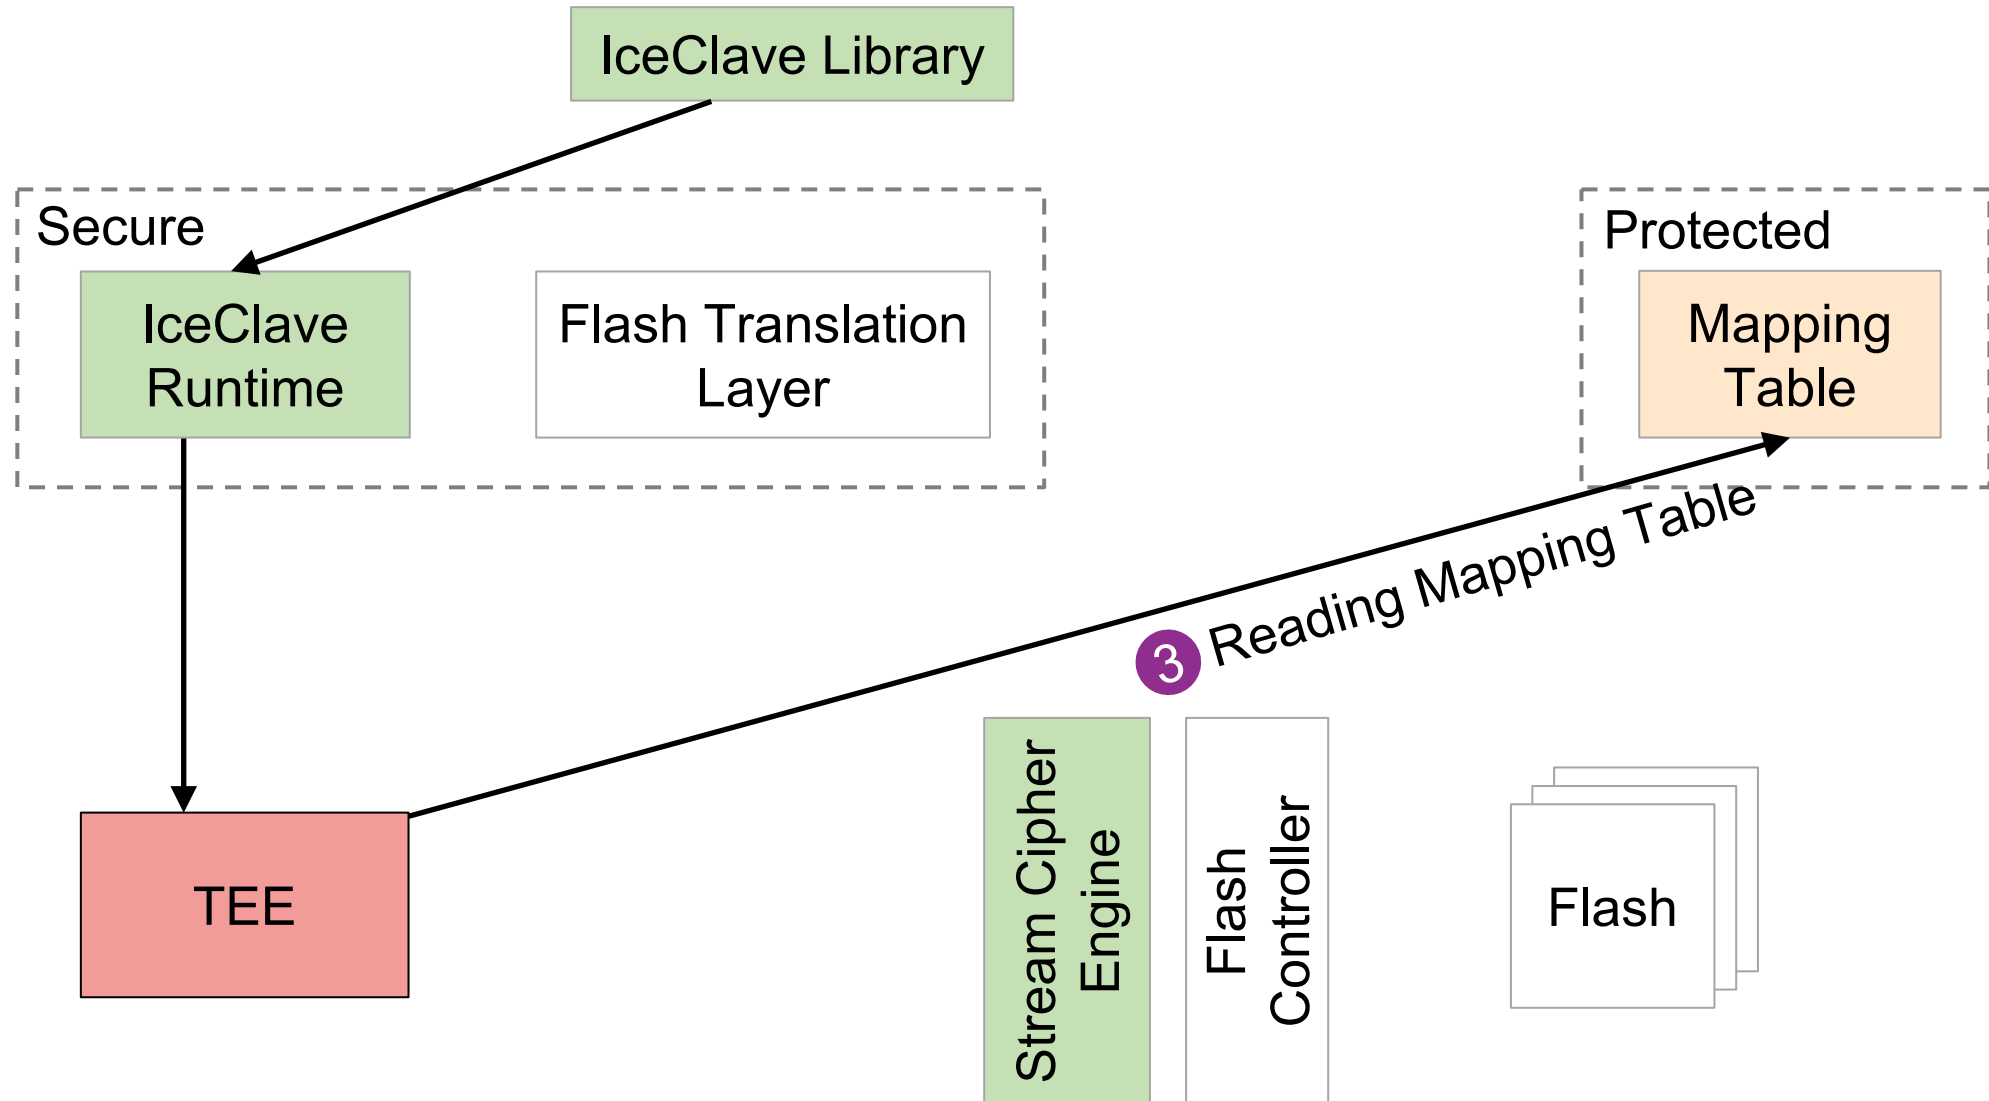 IceClave Library
Secure
Protected
IceClave
Runtime
Flash Translation
Layer
Mapping
Table
3 Reading Mapping Table
TEE
Stream Cipher
Engine
Flash
Controller
Flash